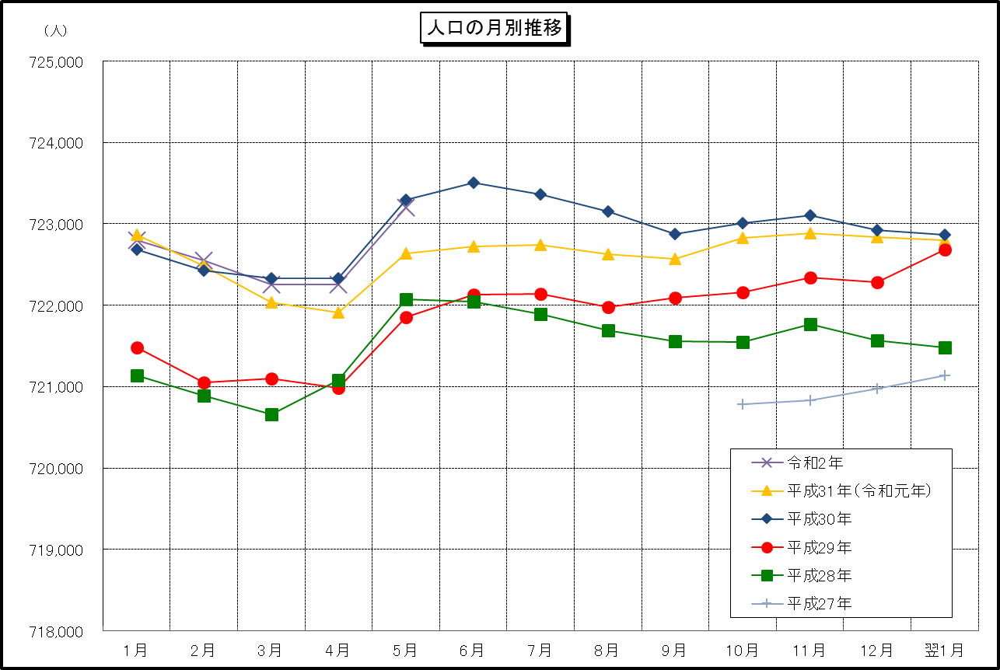 人口の月別推移
(人)
725,000
724,000
723,000
722,000
721,000
720,000
719,000
718,000
1月 2月 3月 4月 5月 6月 7月 8月 9月 10月 11月 12月 翌1月
令和2年
平成31年(令和元年)
平成30年
平成29年
平成28年
平成27年